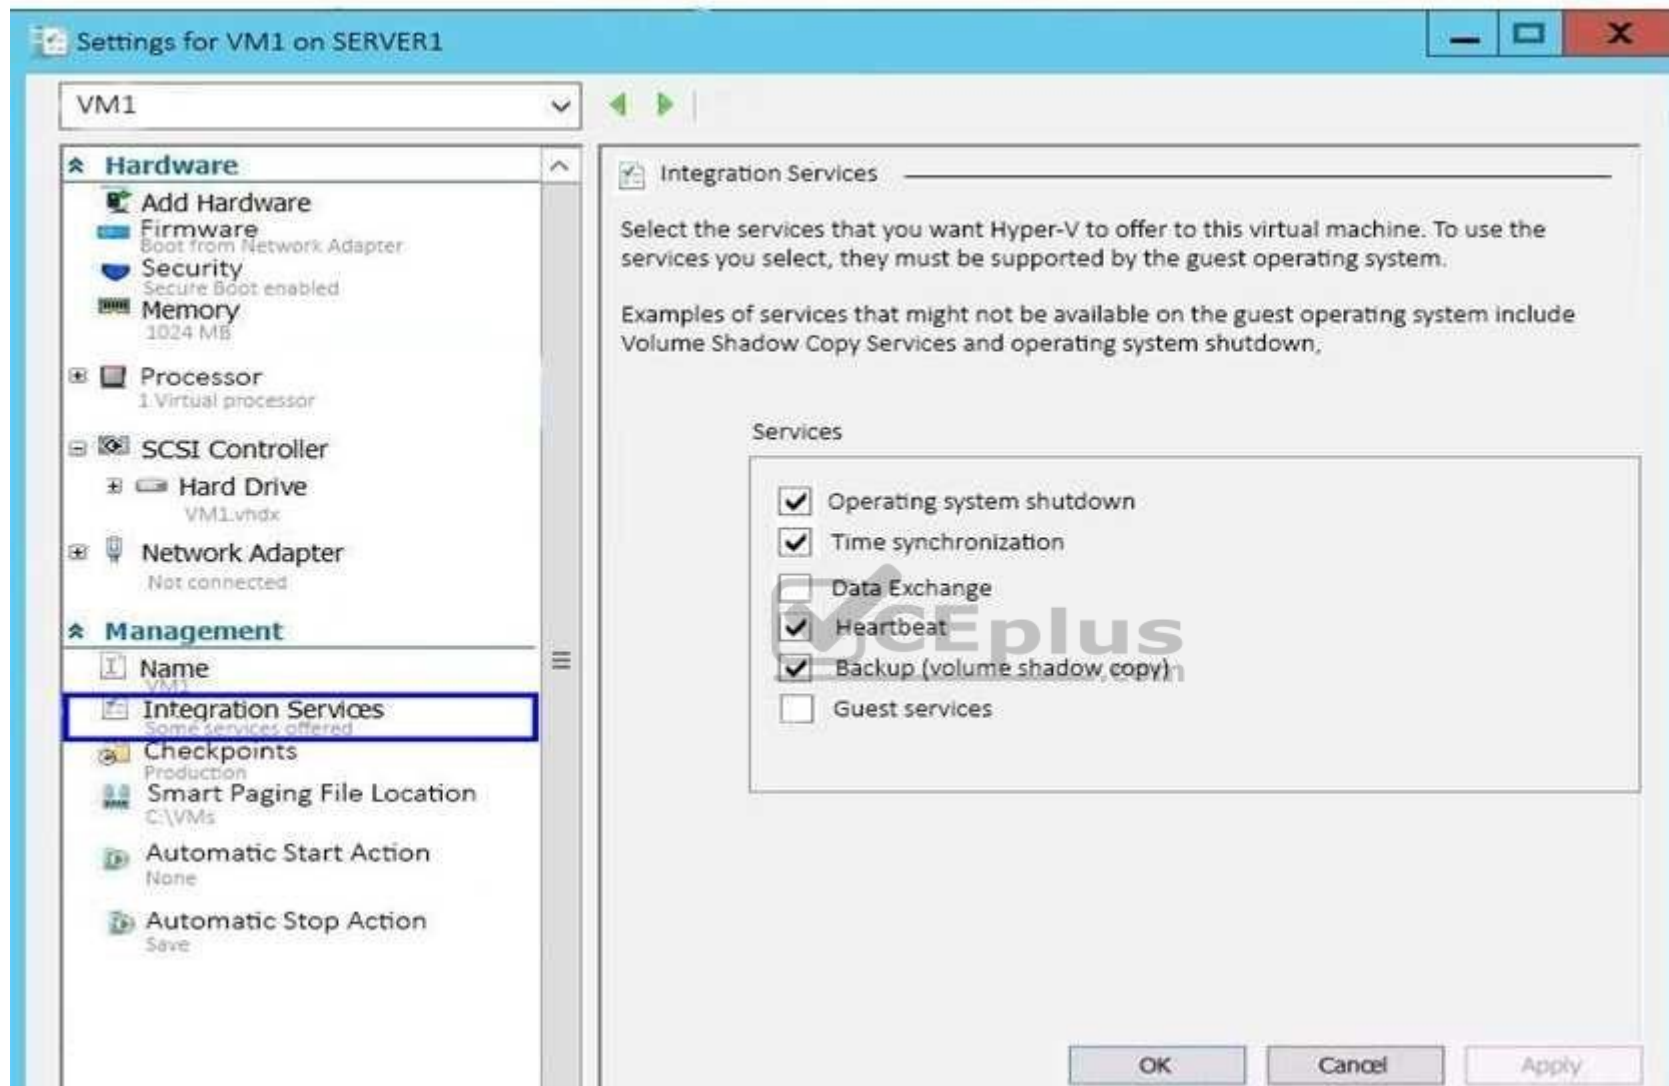 Settings for VM1 on SERVER1
VM1
Hardware
Add Hardware
Firmware
Boot from Network Adapter
Security
Secure Boot enabled
Memory
1024 MB
Processor
1 Virtual processor
SCSI Controller
Hard Drive
VM1.vhdx
Network Adapter
Not connected
Management
Name
VM1
Integration Services
Some services offered
Checkpoints
Production
Smart Paging File Location
C:\VMs
Automatic Start Action
None
Automatic Stop Action
Save
Integration Services
Select the services that you want Hyper-V to offer to this virtual machine. To use the
services you select, they must be supported by the guest operating system.
Examples of services that might not be available on the guest operating system include
Volume Shadow Copy Services and operating system shutdown,
Services
Operating system shutdown
Time synchronization
Data Exchange
Heartbeat
Backup (volume shadow copy)
Guest services
CEplus
OK
Cancel
Apply